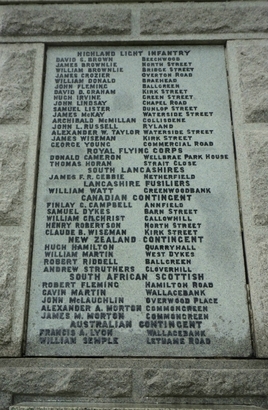 HIGHLAND LIGHT INFANTRY
DAVID S. BROWN BEECHWOOD
JAMES BROWNLIE NORTH STREET
WILLIAM BROWNLIE BRIDGE STREET
JAMES CROZIER OVERTON ROAD
WILLIAM DONALD BRAEHEAD
JOHN FLEMING BALLGREEN
DAVID D. GRAHAM KIRK STREET
HUGH IRVINE GREEN STREET
JOHN LINDSAY CHAPEL ROAD
SAMUEL LISTER DUNLOP STREET
JAMES McKAY WATERSIDE STREET
ARCHIBALD McMILLAN COLLISDENE
JOHN L. RUSSELL RYLAND
ALEXANDER W. TAYLOR WATERSIDE STREET
JAMES WISEMAN KIRK STREET
GEORGE YOUNG COMMERCIAL ROAD
ROYAL FLYING CORPS
DONALD CAMERON WELLSRAE PARK HOUSE
THOMAS HORAN STRATT CLOSE
SOUTH LANCASHIRES
JAMES F.R. GEBBIE NETHERFIELD
LANCASHIRE FUSILIERS
WILLIAM WATT GREENWOODBANK
CANADIAN CONTINGENT
FINLAY C. CAMPBELL ANNFIELD
SAMUEL DYKES BARN STREET
WILLIAM GILCHRIST CALLOWHILL
HENRY ROBERTSON NORTH STREET
CLAUDE B. WISEMAN KIRK STREET
NEW ZEALAND CONTINGENT
HUGH HAMILTON QUARRYHALL
WILLIAM MARTIN WEST DYKES
ROBERT RIDDELL BALLGREEN
ANDREW STRUTHERS CLOVERHILL
SOUTH AFRICAN SCOTTISH
ROBERT FLEMING HAMILTON ROAD
GAVIN MARTIN WALLACEBANK
JOHN McLAUCHLIN OVERWOOD PLACE
ALEXANDER A. MORTON COMMONGREEN
JAMES M. MORTON COMMONGREEN
AUSTRALIAN CONTINGENT
FRANCIS A. LYON WALLACEBANK
WILLIAM SEMPLE LETHAME ROAD